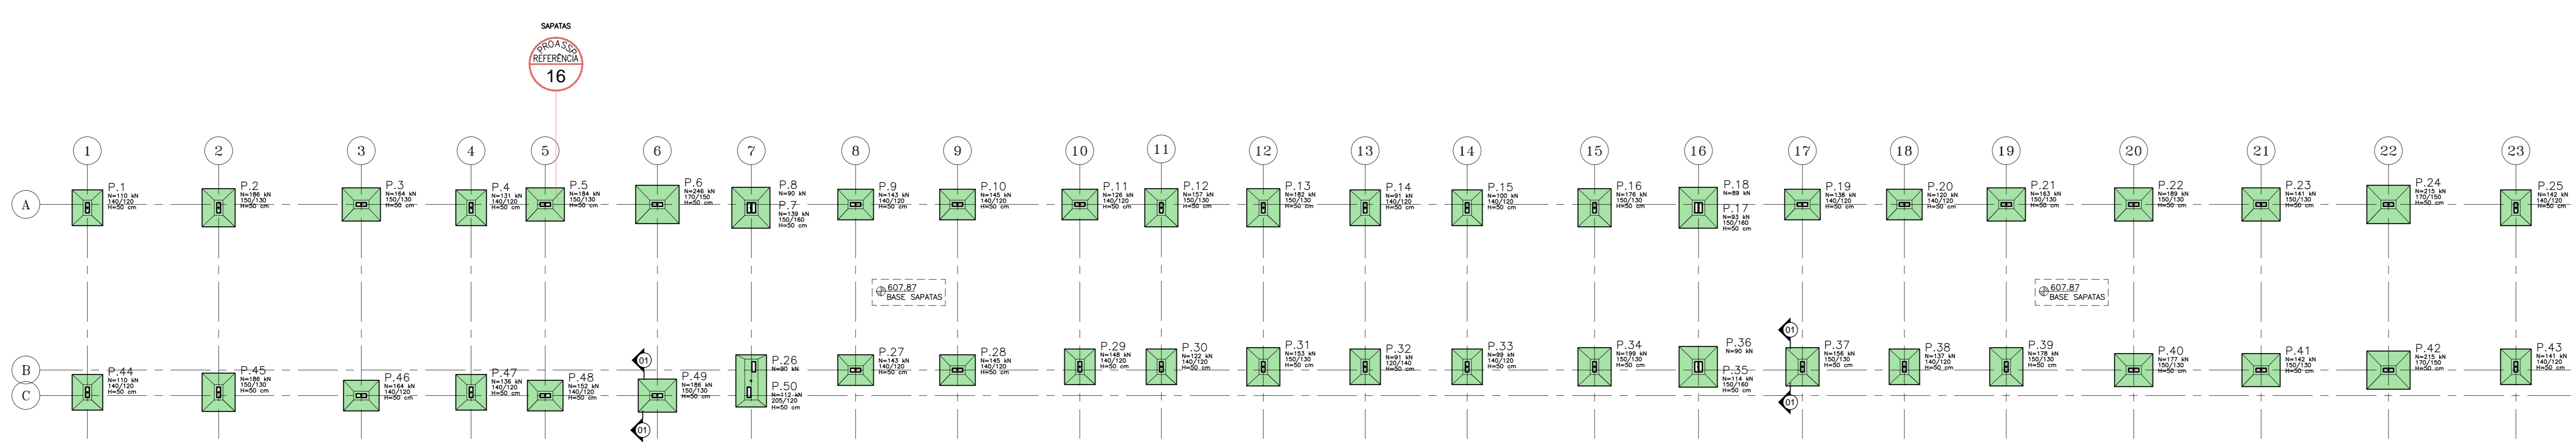 SAPATAS
PROASSP
REFERÊNCIA
16
1
2
3
4
5
6
7
8
9
10
11
12
13
14
15
16
17
18
19
20
21
22
23
A
P.1
N=110 kN
140/120
H=50 cm
P.2
N=186 kN
150/130
H=50 cm
P.3
N=164 kN
150/130
H=50 cm
P.4
N=131 kN
140/120
H=50 cm
P.5
N=184 kN
150/130
H=50 cm
P.6
N=246 kN
170/150
H=50 cm
P.8
N=90 kN
P.7
N=139 kN
150/160
H=50 cm
P.9
N=143 kN
140/120
H=50 cm
P.10
N=145 kN
140/120
H=50 cm
P.11
N=126 kN
140/120
H=50 cm
P.12
N=157 kN
150/130
H=50 cm
P.13
N=182 kN
150/130
H=50 cm
P.14
N=91 kN
140/120
H=50 cm
P.15
N=100 kN
140/120
H=50 cm
P.16
N=176 kN
150/130
H=50 cm
P.18
N=89 kN
P.17
N=93 kN
150/160
H=50 cm
P.19
N=138 kN
140/120
H=50 cm
P.20
N=120 kN
140/120
H=50 cm
P.21
N=163 kN
150/130
H=50 cm
P.22
N=189 kN
150/130
H=50 cm
P.23
N=141 kN
150/130
H=50 cm
P.24
N=215 kN
170/150
H=50 cm
P.25
N=142 kN
140/120
H=50 cm
607.87
BASE SAPATAS
607.87
BASE SAPATAS
B
C
P.44
N=110 kN
140/120
H=50 cm
P.45
N=186 kN
150/130
H=50 cm
P.46
N=164 kN
140/120
H=50 cm
P.47
N=136 kN
140/120
H=50 cm
P.48
N=152 kN
140/120
H=50 cm
01
01
P.49
N=186 kN
150/130
H=50 cm
P.26
N=90 kN
P.50
N=112 kN
205/120
H=50 cm
P.27
N=143 kN
140/120
H=50 cm
P.28
N=145 kN
140/120
H=50 cm
P.29
N=148 kN
140/120
H=50 cm
P.30
N=122 kN
140/120
H=50 cm
P.31
N=153 kN
150/130
H=50 cm
P.32
N=91 kN
120/140
H=50 cm
P.33
N=99 kN
140/120
H=50 cm
P.34
N=199 kN
150/130
H=50 cm
P.36
N=90 kN
P.35
N=114 kN
150/160
H=50 cm
01
01
P.37
N=156 kN
150/130
H=50 cm
P.38
N=137 kN
140/120
H=50 cm
P.39
N=178 kN
150/130
H=50 cm
P.40
N=177 kN
150/130
H=50 cm
P.41
N=142 kN
150/130
H=50 cm
P.42
N=215 kN
170/150
H=50 cm
P.43
N=141 kN
140/120
H=50 cm